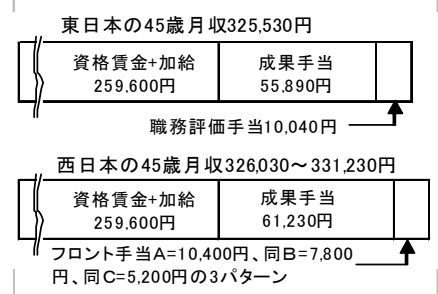 東日本の45歳月収325,530円
資格賃金+加給
259,600円
成果手当
55,890円
職務評価手当10,040円
西日本の45歳月収326,030～331,230円
資格賃金+加給
259,600円
成果手当
61,230円
フロント手当A=10,400円、同B=7,800
円、同C=5,200円の3パターン